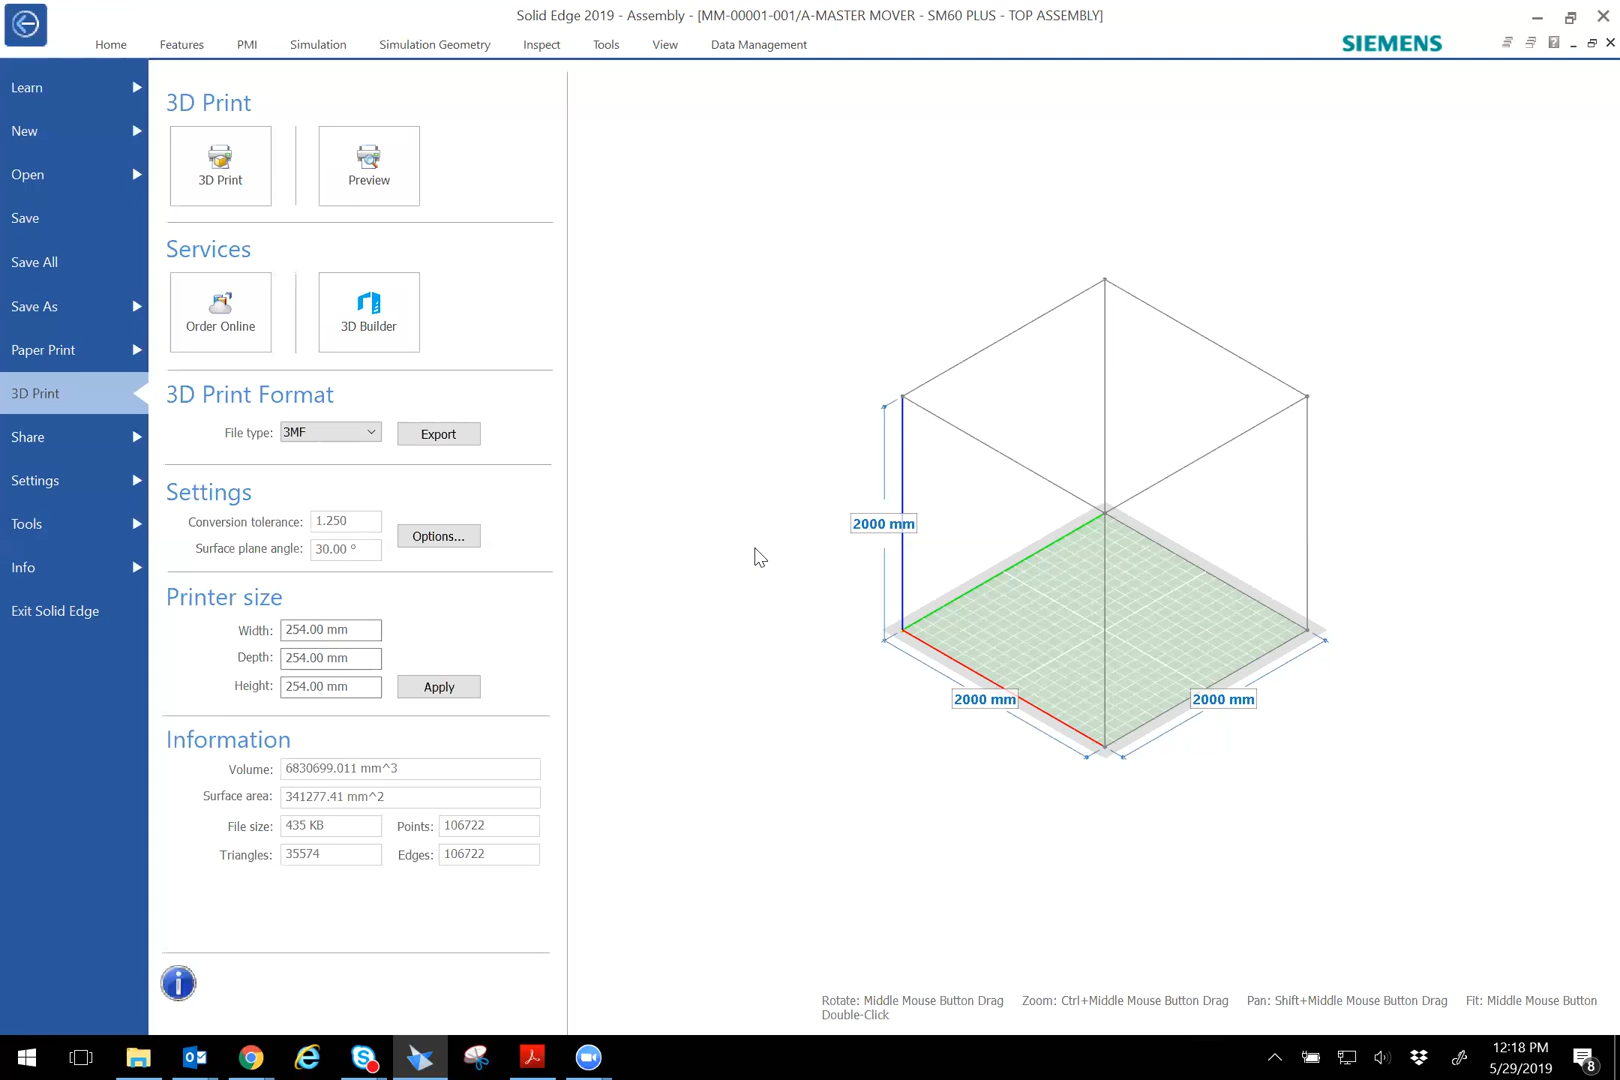 Solid Edge 2019 - Assembly - [MM-00001-001/A-MASTER MOVER - SM60 PLUS - TOP ASSEMBLY]
Home Features PMI Simulation Simulation Geometry Inspect Tools View Data Management
SIEMENS
Learn
New
Open
Save
Save All
Save As
Paper Print
3D Print
Share
Settings
Tools
Info
Exit Solid Edge
3D Print
3D Print
Preview
Services
Order Online
3D Builder
3D Print Format
File type: 3MF Export
Settings
Conversion tolerance: 1.250
Surface plane angle: 30.00 °
Options...
Printer size
Width: 254.00 mm
Depth: 254.00 mm
Height: 254.00 mm Apply
Information
Volume: 6830699.011 mm^3
Surface area: 341277.41 mm^2
File size: 435 KB Points: 106722
Triangles: 35574 Edges: 106722
2000 mm
2000 mm
2000 mm
Rotate: Middle Mouse Button Drag Zoom: Ctrl+Middle Mouse Button Drag Pan: Shift+Middle Mouse Button Drag Fit: Middle Mouse Button
Double-Click
12:18 PM
5/29/2019
8